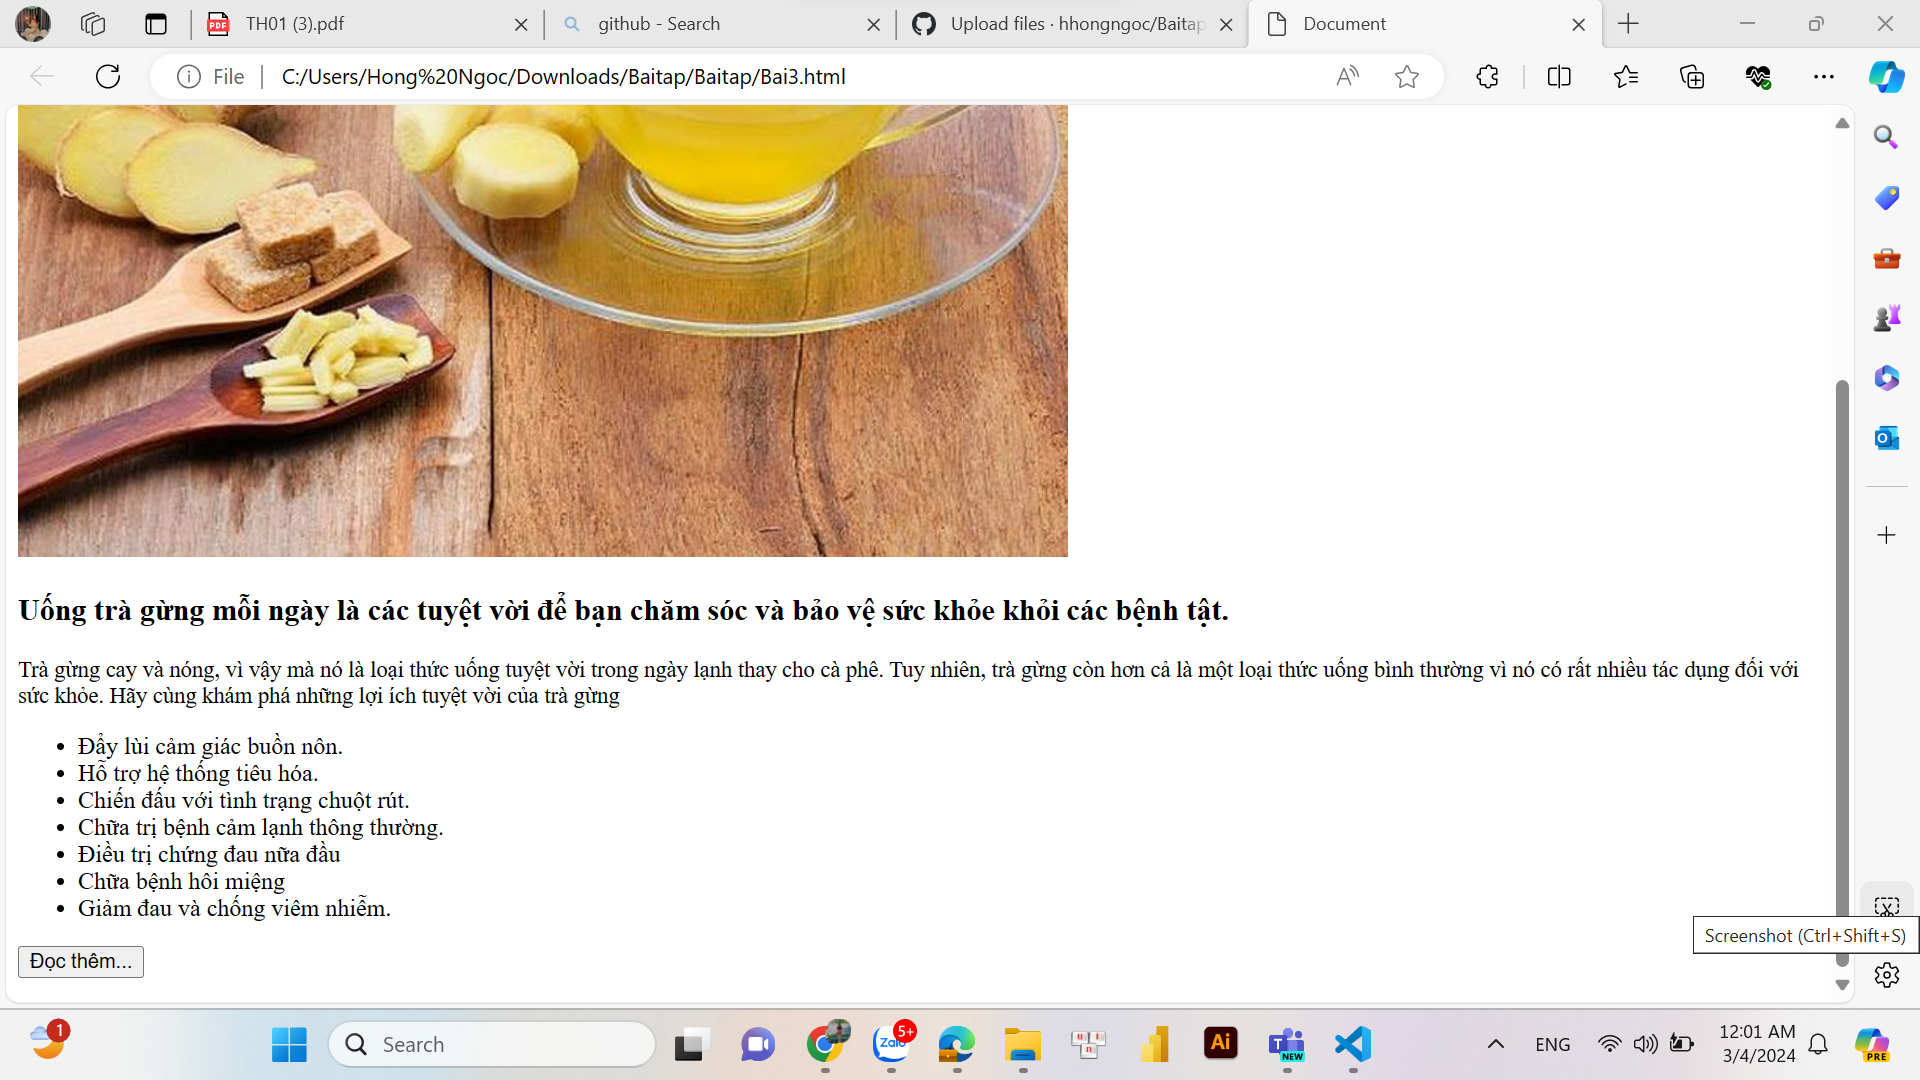 TH01 (3).pdf
github - Search
Upload files · hhongngoc/Baitap
Document
File
C:/Users/Hong%20Ngoc/Downloads/Baitap/Baitap/Bai3.html
Uống trà gừng mỗi ngày là các tuyệt vời để bạn chăm sóc và bảo vệ sức khỏe khỏi các bệnh tật.
Trà gừng cay và nóng, vì vậy mà nó là loại thức uống tuyệt vời trong ngày lạnh thay cho cà phê. Tuy nhiên, trà gừng còn hơn cả là một loại thức uống bình thường vì nó có rất nhiều tác dụng đối với
sức khỏe. Hãy cùng khám phá những lợi ích tuyệt vời của trà gừng
• Đẩy lùi cảm giác buồn nôn.
• Hỗ trợ hệ thống tiêu hóa.
• Chiến đấu với tình trạng chuột rút.
• Chữa trị bệnh cảm lạnh thông thường.
• Điều trị chứng đau nữa đầu
• Chữa bệnh hôi miệng
• Giảm đau và chống viêm nhiễm.
Screenshot (Ctrl+Shift+S)
Đọc thêm...
1
Search
Zalo
5+
Ai
NEW
ENG
12:01 AM
3/4/2024
PRE